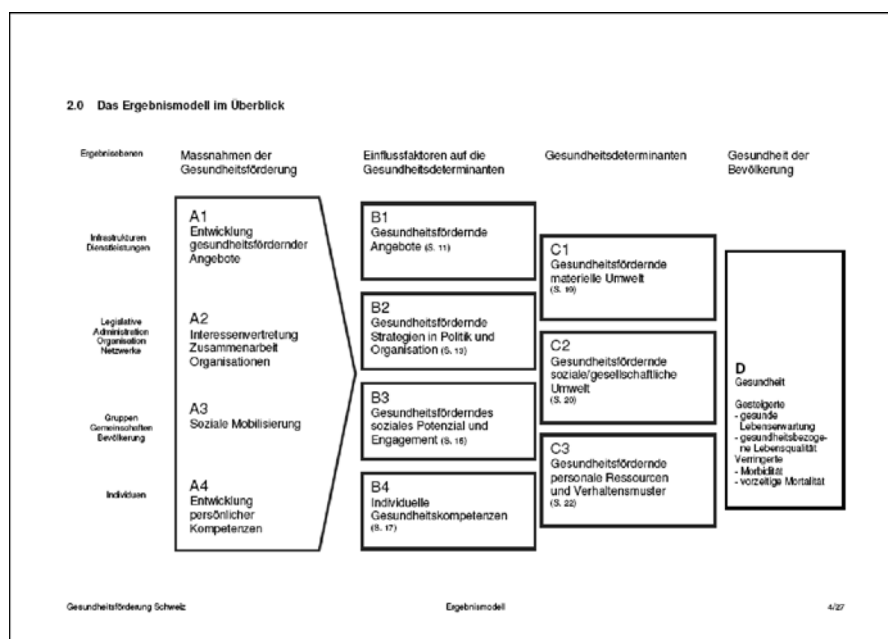 2.0 Das Ergebnismodell im Überblick
Ergebnisebenen
Massnahmen der
Gesundheitsförderung
Einflussfaktoren auf die
Gesundheitsdeterminanten
Gesundheitsdeterminanten
Gesundheit der
Bevölkerung
Infrastrukturen
Dienstleistungen
Legislative
Administration
Organisation
Netzwerke
Gruppen
Gemeinschaften
Bevölkerung
Individuen
A1
Entwicklung
gesundheitsfördernder
Angebote
A2
Interessenvertretung
Zusammenarbeit
Organisationen
A3
Soziale Mobilisierung
A4
Entwicklung
persönlicher
Kompetenzen
B1
Gesundheitsfördernde
Angebote (S. 11)
B2
Gesundheitsfördernde
Strategien in Politik und
Organisation (S. 13)
B3
Gesundheitsförderndes
soziales Potenzial und
Engagement (S. 15)
B4
Individuelle
Gesundheitskompetenzen
(S. 17)
C1
Gesundheitsfördernde
materielle Umwelt
(S. 19)
C2
Gesundheitsfördernde
soziale/gesellschaftliche
Umwelt
(S. 20)
C3
Gesundheitsfördernde
personale Ressourcen
und Verhaltensmuster
(S. 22)
D
Gesundheit
Gesteigerte
- gesunde
Lebenserwartung
- gesundheitsbezoge-
ne Lebensqualität
Verringerte
- Morbidität
- vorzeitige Mortalität
Gesundheitsförderung Schweiz
Ergebnismodell
4/27